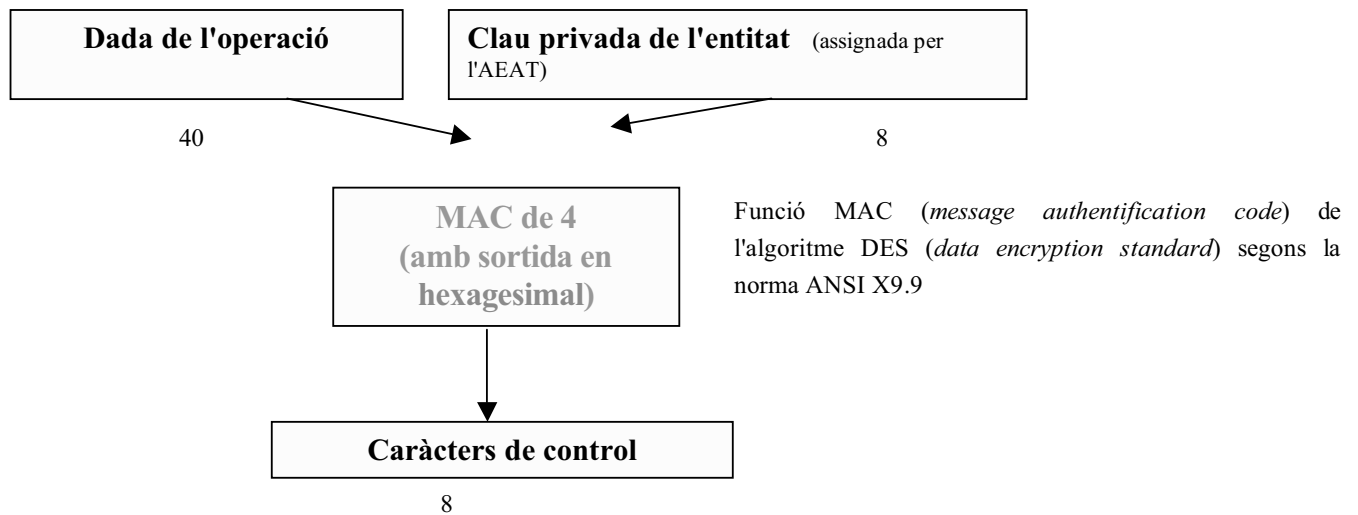 Dada de l'operació
Clau privada de l'entitat (assignada per
l'AEAT)
40
8
MAC de 4
(amb sortida en
hexagesimal)
Funció MAC (message authentification code) de
l'algoritme DES (data encryption standard) segons la
norma ANSI X9.9
Caràcters de control
8